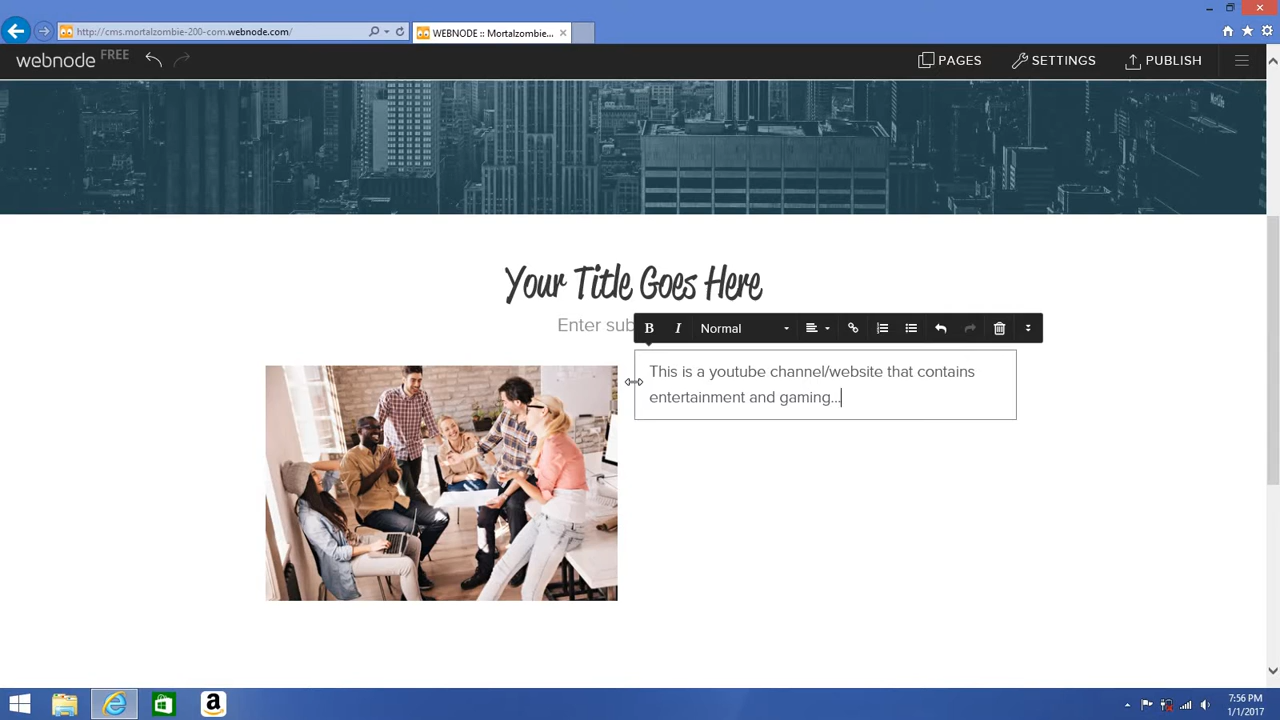 http://cms.mortalzombie-200-com.webnode.com/
WEBNODE :: Mortalzombie...
webnode FREE
PAGES
SETTINGS
PUBLISH
Your Title Goes Here
Enter sub
B I Normal
This is a youtube channel/website that contains
entertainment and gaming...
7:56 PM
1/1/2017